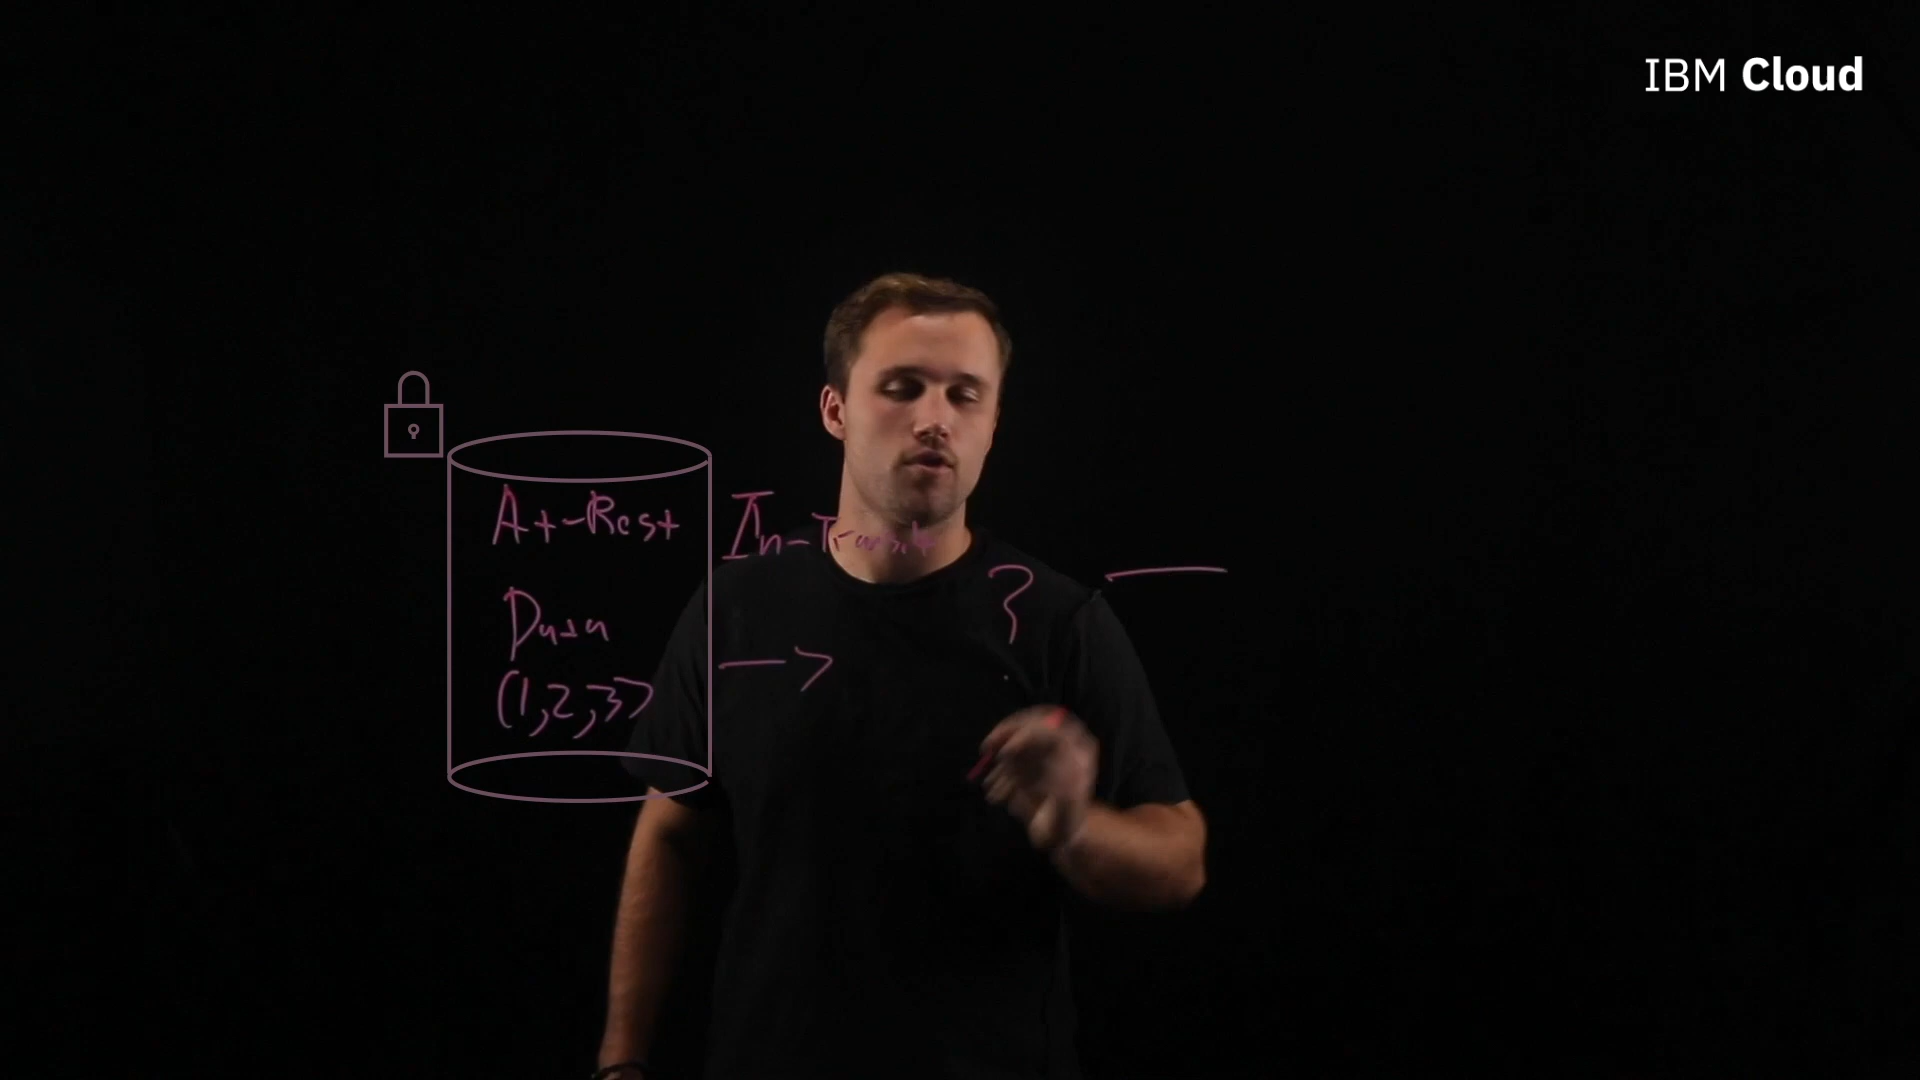 IBM Cloud
At-Rest
In-Transit
Data
?
(1,2,3)